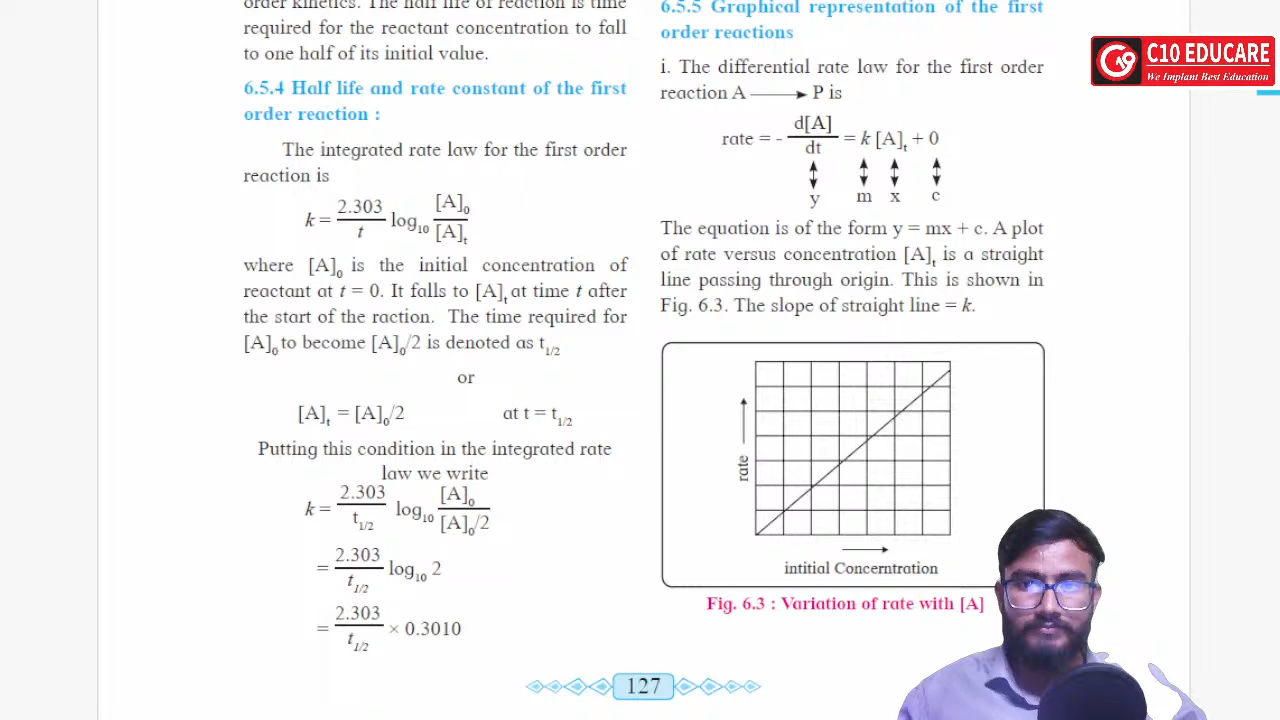 order kinetics. The half life of reaction is time
required for the reactant concentration to fall
to one half of its initial value.
6.5.4 Half life and rate constant of the first
order reaction :
The integrated rate law for the first order
reaction is
k = 2.303/t log₁₀ [A]₀/[A]ₜ
where [A]₀ is the initial concentration of
reactant at t = 0. It falls to [A]ₜ at time t after
the start of the raction. The time required for
[A]₀ to become [A]₀/2 is denoted as t1/2
or
[A]ₜ = [A]₀/2 at t = t1/2
Putting this condition in the integrated rate
law we write
k = 2.303/t1/2 log₁₀ [A]₀/[A]₀/2
= 2.303/t1/2 log₁₀ 2
= 2.303/t1/2 × 0.3010
6.5.5 Graphical representation of the first
order reactions
i. The differential rate law for the first order
reaction A ⟶ P is
rate = - d[A]/dt = k [A]ₜ + 0
y m x c
The equation is of the form y = mx + c. A plot
of rate versus concentration [A]ₜ is a straight
line passing through origin. This is shown in
Fig. 6.3. The slope of straight line = k.
rate
intitial Concerntration
Fig. 6.3 : Variation of rate with [A]
127
C10 EDUCARE
We Implant Best Education